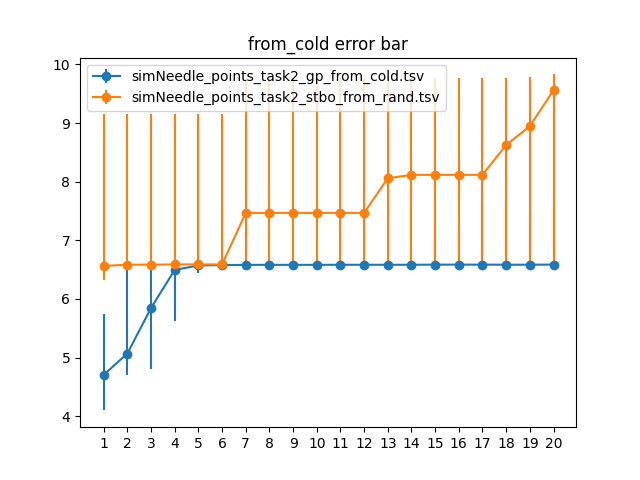 from_cold error bar
simNeedle_points_task2_gp_from_cold.tsv
simNeedle_points_task2_stbo_from_rand.tsv
10
9
8
7
6
5
4
1 2 3 4 5 6 7 8 9 10 11 12 13 14 15 16 17 18 19 20